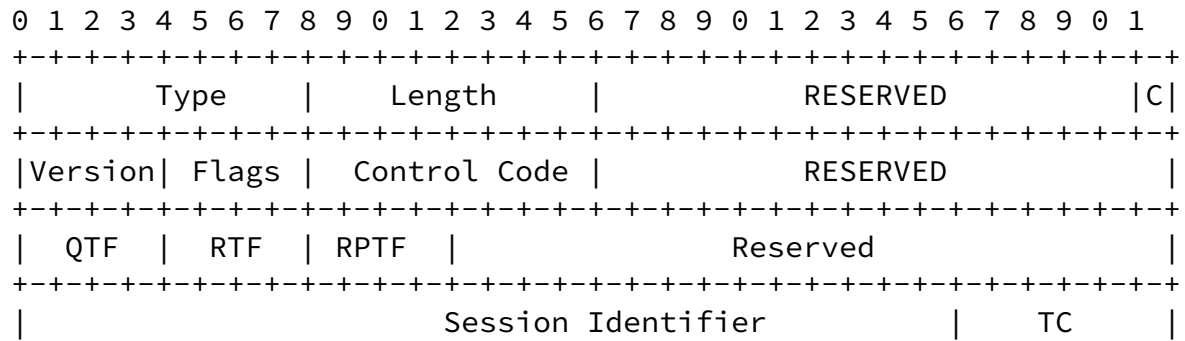 0 1 2 3 4 5 6 7 8 9 0 1 2 3 4 5 6 7 8 9 0 1 2 3 4 5 6 7 8 9 0 1
+-+-+-+-+-+-+-+-+-+-+-+-+-+-+-+-+-+-+-+-+-+-+-+-+-+-+-+-+-+-+-+-+
|       Type    |    Length     |           RESERVED          |C|
+-+-+-+-+-+-+-+-+-+-+-+-+-+-+-+-+-+-+-+-+-+-+-+-+-+-+-+-+-+-+-+-+
|Version| Flags |  Control Code |           RESERVED            |
+-+-+-+-+-+-+-+-+-+-+-+-+-+-+-+-+-+-+-+-+-+-+-+-+-+-+-+-+-+-+-+-+
|  QTF  |  RTF  | RPTF  |               Reserved                |
+-+-+-+-+-+-+-+-+-+-+-+-+-+-+-+-+-+-+-+-+-+-+-+-+-+-+-+-+-+-+-+-+
|                       Session Identifier          |    TC     |